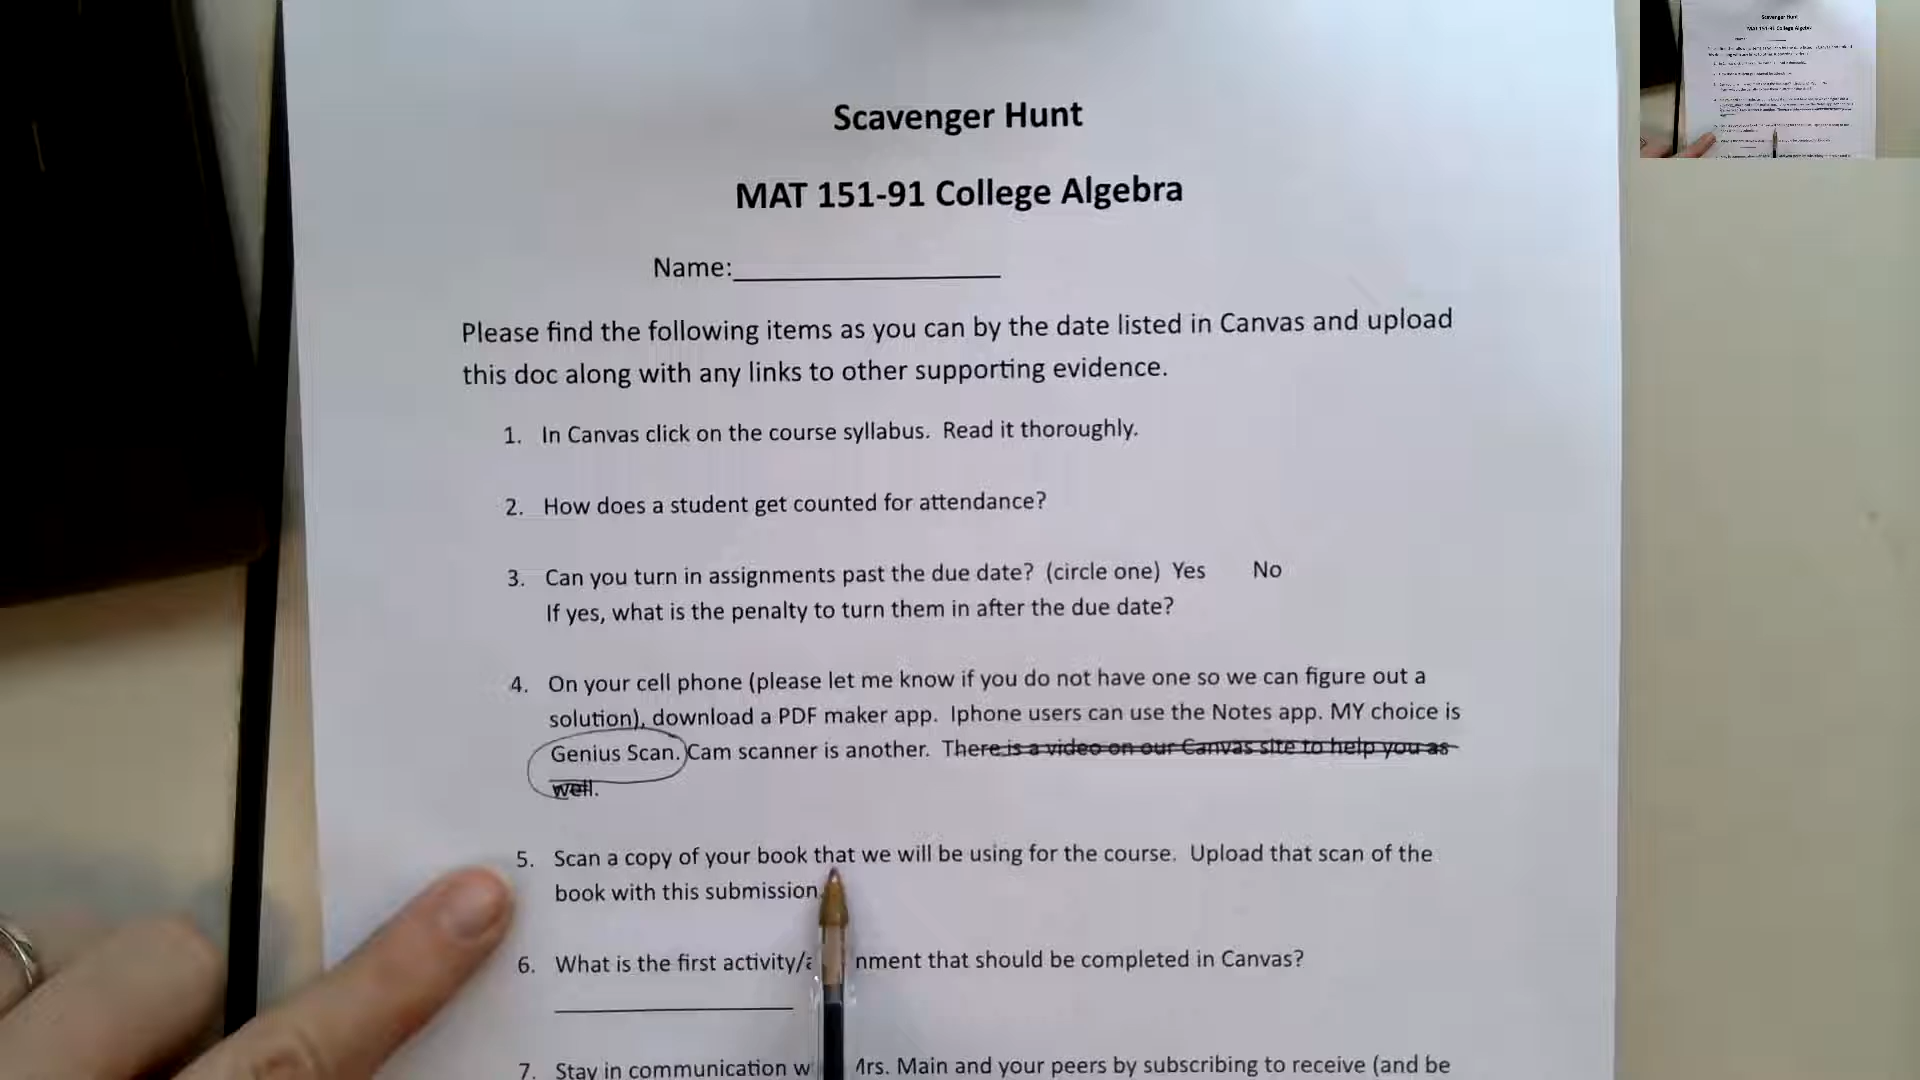 Scavenger Hunt
MAT 151-91 College Algebra
Name:
Please find the following items as you can by the date listed in Canvas and upload
this doc along with any links to other supporting evidence.
1. In Canvas click on the course syllabus. Read it thoroughly.
2. How does a student get counted for attendance?
3. Can you turn in assignments past the due date? (circle one) Yes No
If yes, what is the penalty to turn them in after the due date?
4. On your cell phone (please let me know if you do not have one so we can figure out a
solution), download a PDF maker app. Iphone users can use the Notes app. MY choice is
Genius Scan. Cam scanner is another. There is a video on our Canvas site to help you as
well.
5. Scan a copy of your book that we will be using for the course. Upload that scan of the
book with this submission
6. What is the first activity/ nment that should be completed in Canvas?
7. Stay in communication w Mrs. Main and your peers by subscribing to receive (and be